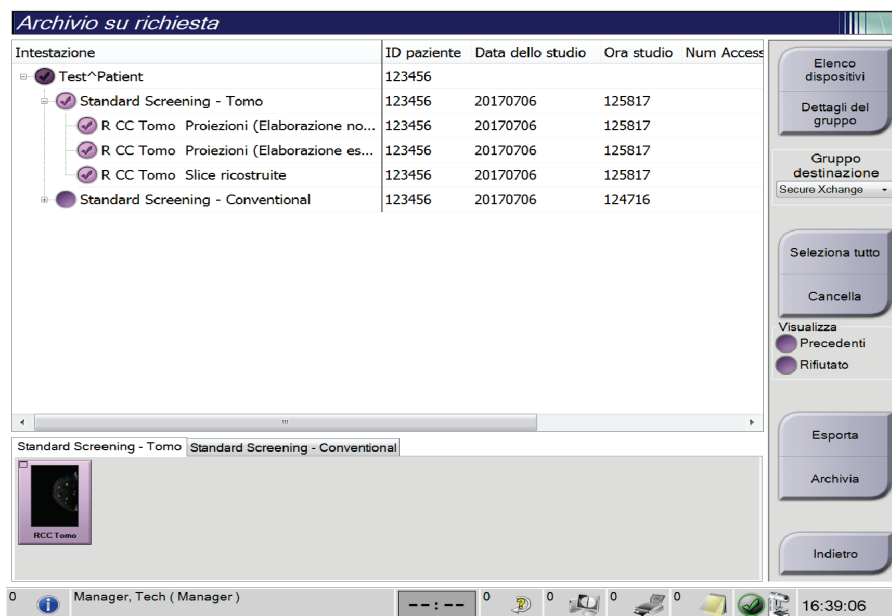 Archivio su richiesta
Intestazione ID paziente Data dello studio Ora studio Num Access
Test^Patient 123456
Standard Screening - Tomo 123456 20170706 125817
R CC Tomo Proiezioni (Elaborazione no... 123456 20170706 125817
R CC Tomo Proiezioni (Elaborazione es... 123456 20170706 125817
R CC Tomo Slice ricostruite 123456 20170706 125817
Standard Screening - Conventional 123456 20170706 124716
Elenco
dispositivi
Dettagli del
gruppo
Gruppo
destinazione
Secure Xchange
Seleziona tutto
Cancella
Visualizza
Precedenti
Rifiutato
Esporta
Archivia
Indietro
Standard Screening - Tomo Standard Screening - Conventional
RCC Tomo
0 Manager, Tech ( Manager ) --:-- 0 0 0 0 16:39:06